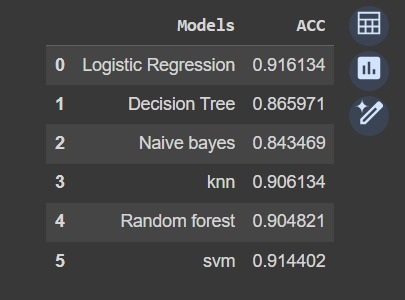 Models ACC
0 Logistic Regression 0.916134
1 Decision Tree 0.865971
2 Naive bayes 0.843469
3 knn 0.906134
4 Random forest 0.904821
5 svm 0.914402